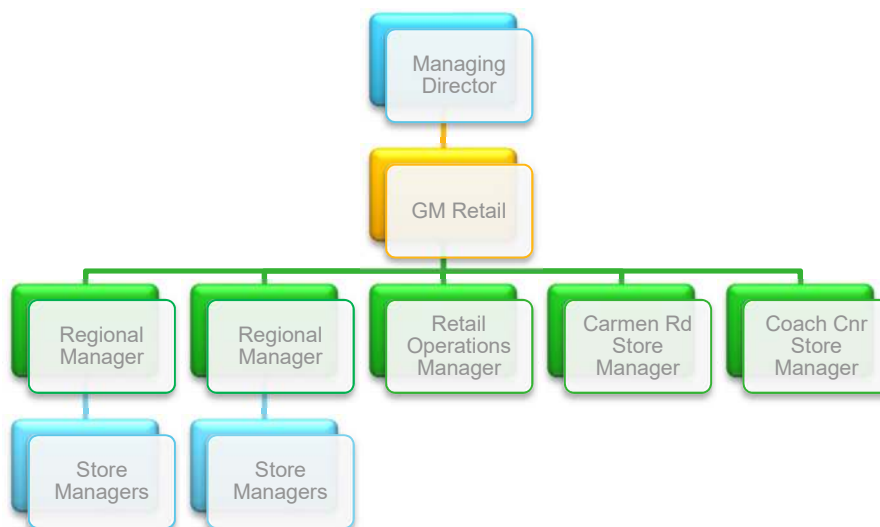 Managing
Director
GM Retail
Regional
Manager
Regional
Manager
Retail
Operations
Manager
Carmen Rd
Store
Manager
Coach Cnr
Store
Manager
Store
Managers
Store
Managers